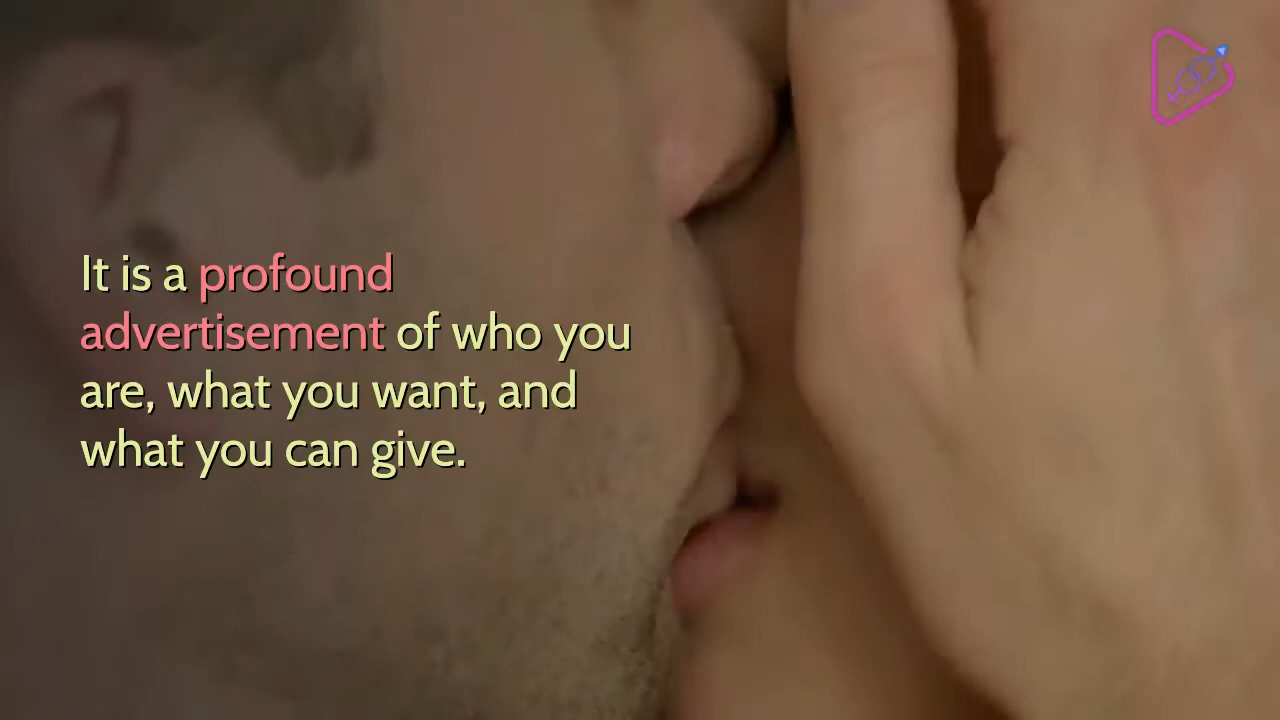 It is a profound
advertisement of who you
are, what you want, and
what you can give.